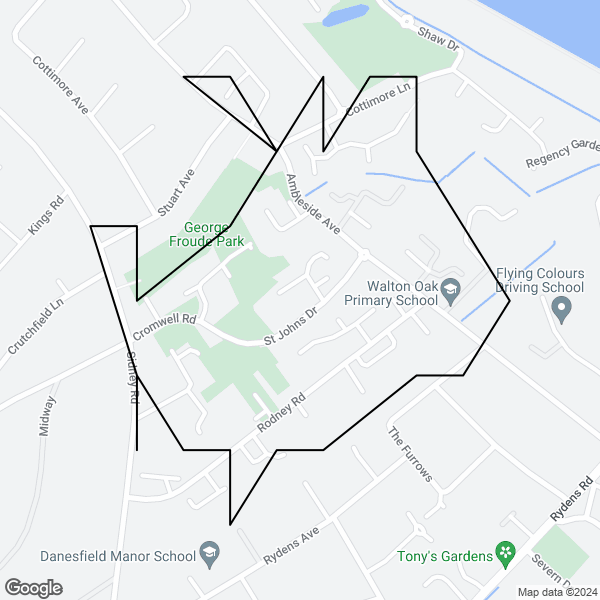 Shaw Dr
Cottimore Ave
Cottimore Ln
Regency Garde
Stuart Ave
Ambleside Ave
Kings Rd
George
Froude Park
Walton Oak
Primary School
Flying Colours
Driving School
Crutchfield Ln
Cromwell Rd
St Johns Dr
Sidney Rd
Midway
Rodney Rd
The Furrows
Rydens Rd
Rydens Ave
Danesfield Manor School
Tony's Gardens
Severn D
Google
Map data ©2024